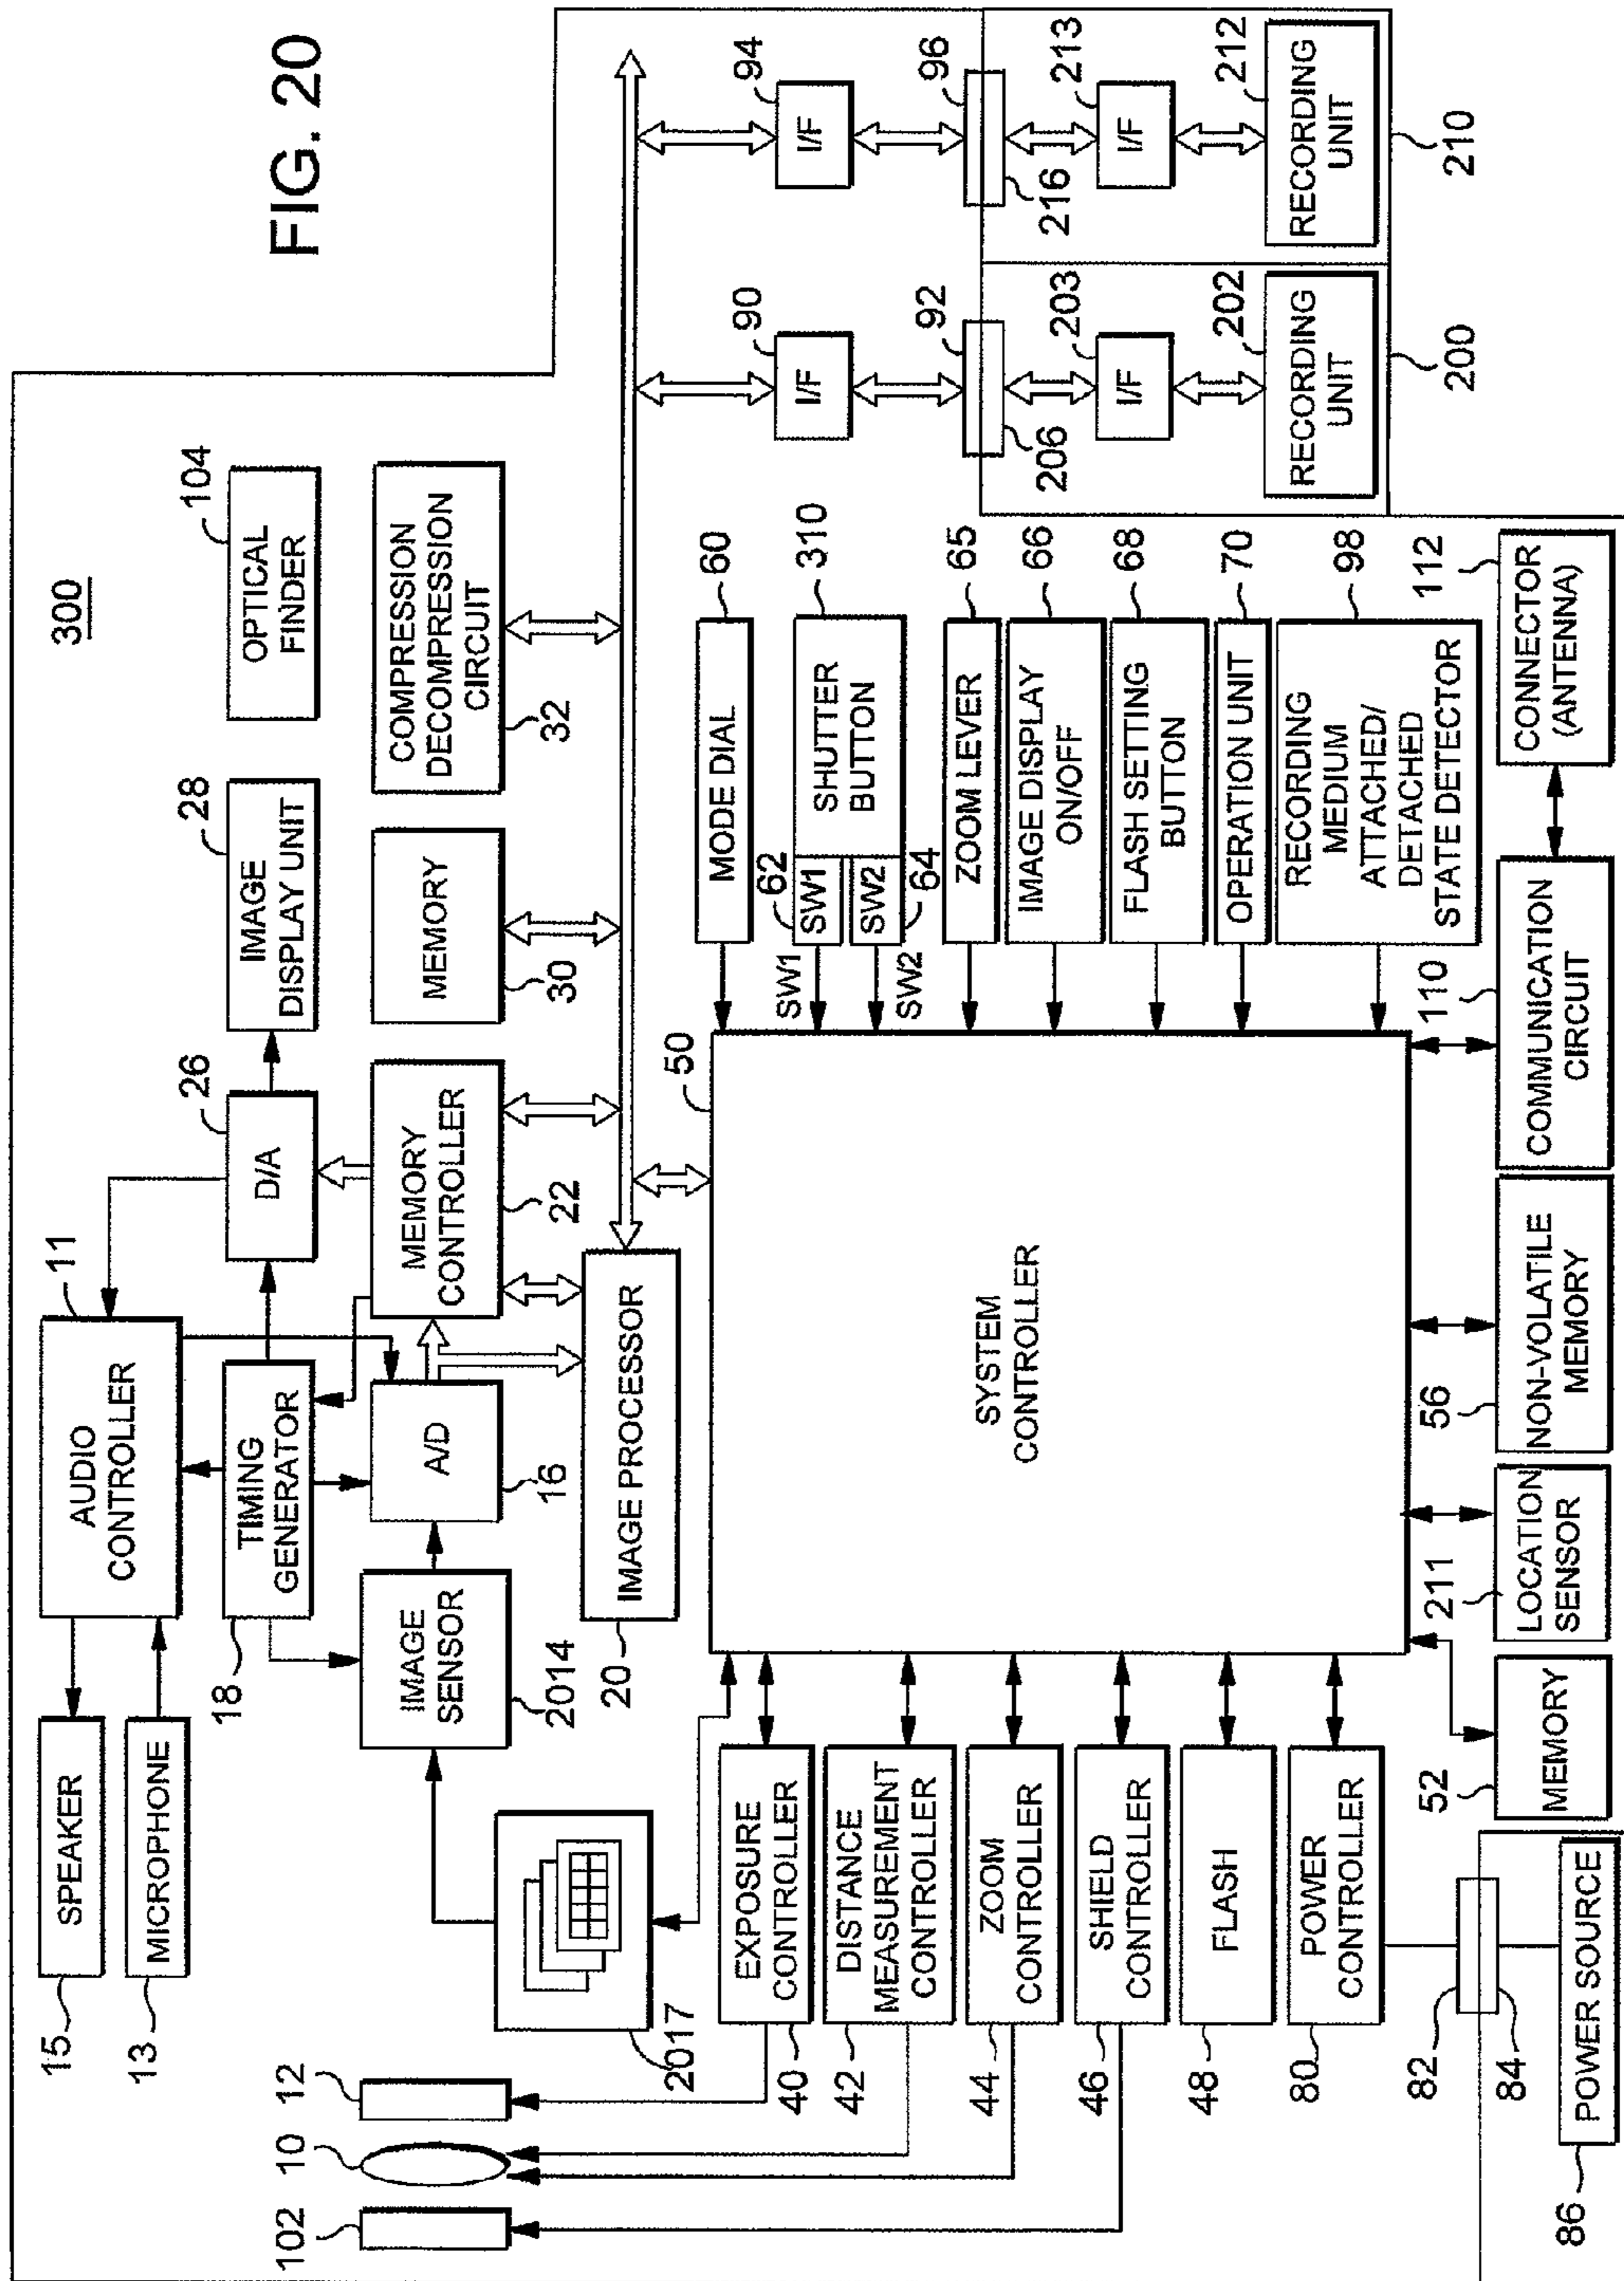 FIG. 20
300
SPEAKER
15
MICROPHONE
13
AUDIO
CONTROLLER
11
TIMING
GENERATOR
18
D/A
26
IMAGE
DISPLAY UNIT
28
OPTICAL
FINDER
104
102
10
12
2017
IMAGE
SENSOR
2014
A/D
16
MEMORY
CONTROLLER
22
MEMORY
30
COMPRESSION
DECOMPRESSION
CIRCUIT
32
IMAGE PROCESSOR
20
I/F
90
92
206
I/F
203
RECORDING
UNIT
202
200
I/F
94
96
216
I/F
213
RECORDING
UNIT
212
210
EXPOSURE
CONTROLLER
40
DISTANCE
MEASUREMENT
CONTROLLER
42
ZOOM
CONTROLLER
44
SHIELD
CONTROLLER
46
FLASH
48
POWER
CONTROLLER
80
82
84
POWER SOURCE
86
SYSTEM
CONTROLLER
50
MODE DIAL
60
SW1
62
SW1
SHUTTER
BUTTON
310
SW2
SW2
64
ZOOM LEVER
65
IMAGE DISPLAY
ON/OFF
66
FLASH SETTING
BUTTON
68
OPERATION UNIT
70
RECORDING
MEDIUM
ATTACHED/
DETACHED
STATE DETECTOR
98
MEMORY
52
LOCATION
SENSOR
211
NON-VOLATILE
MEMORY
56
COMMUNICATION
CIRCUIT
110
CONNECTOR
(ANTENNA)
112